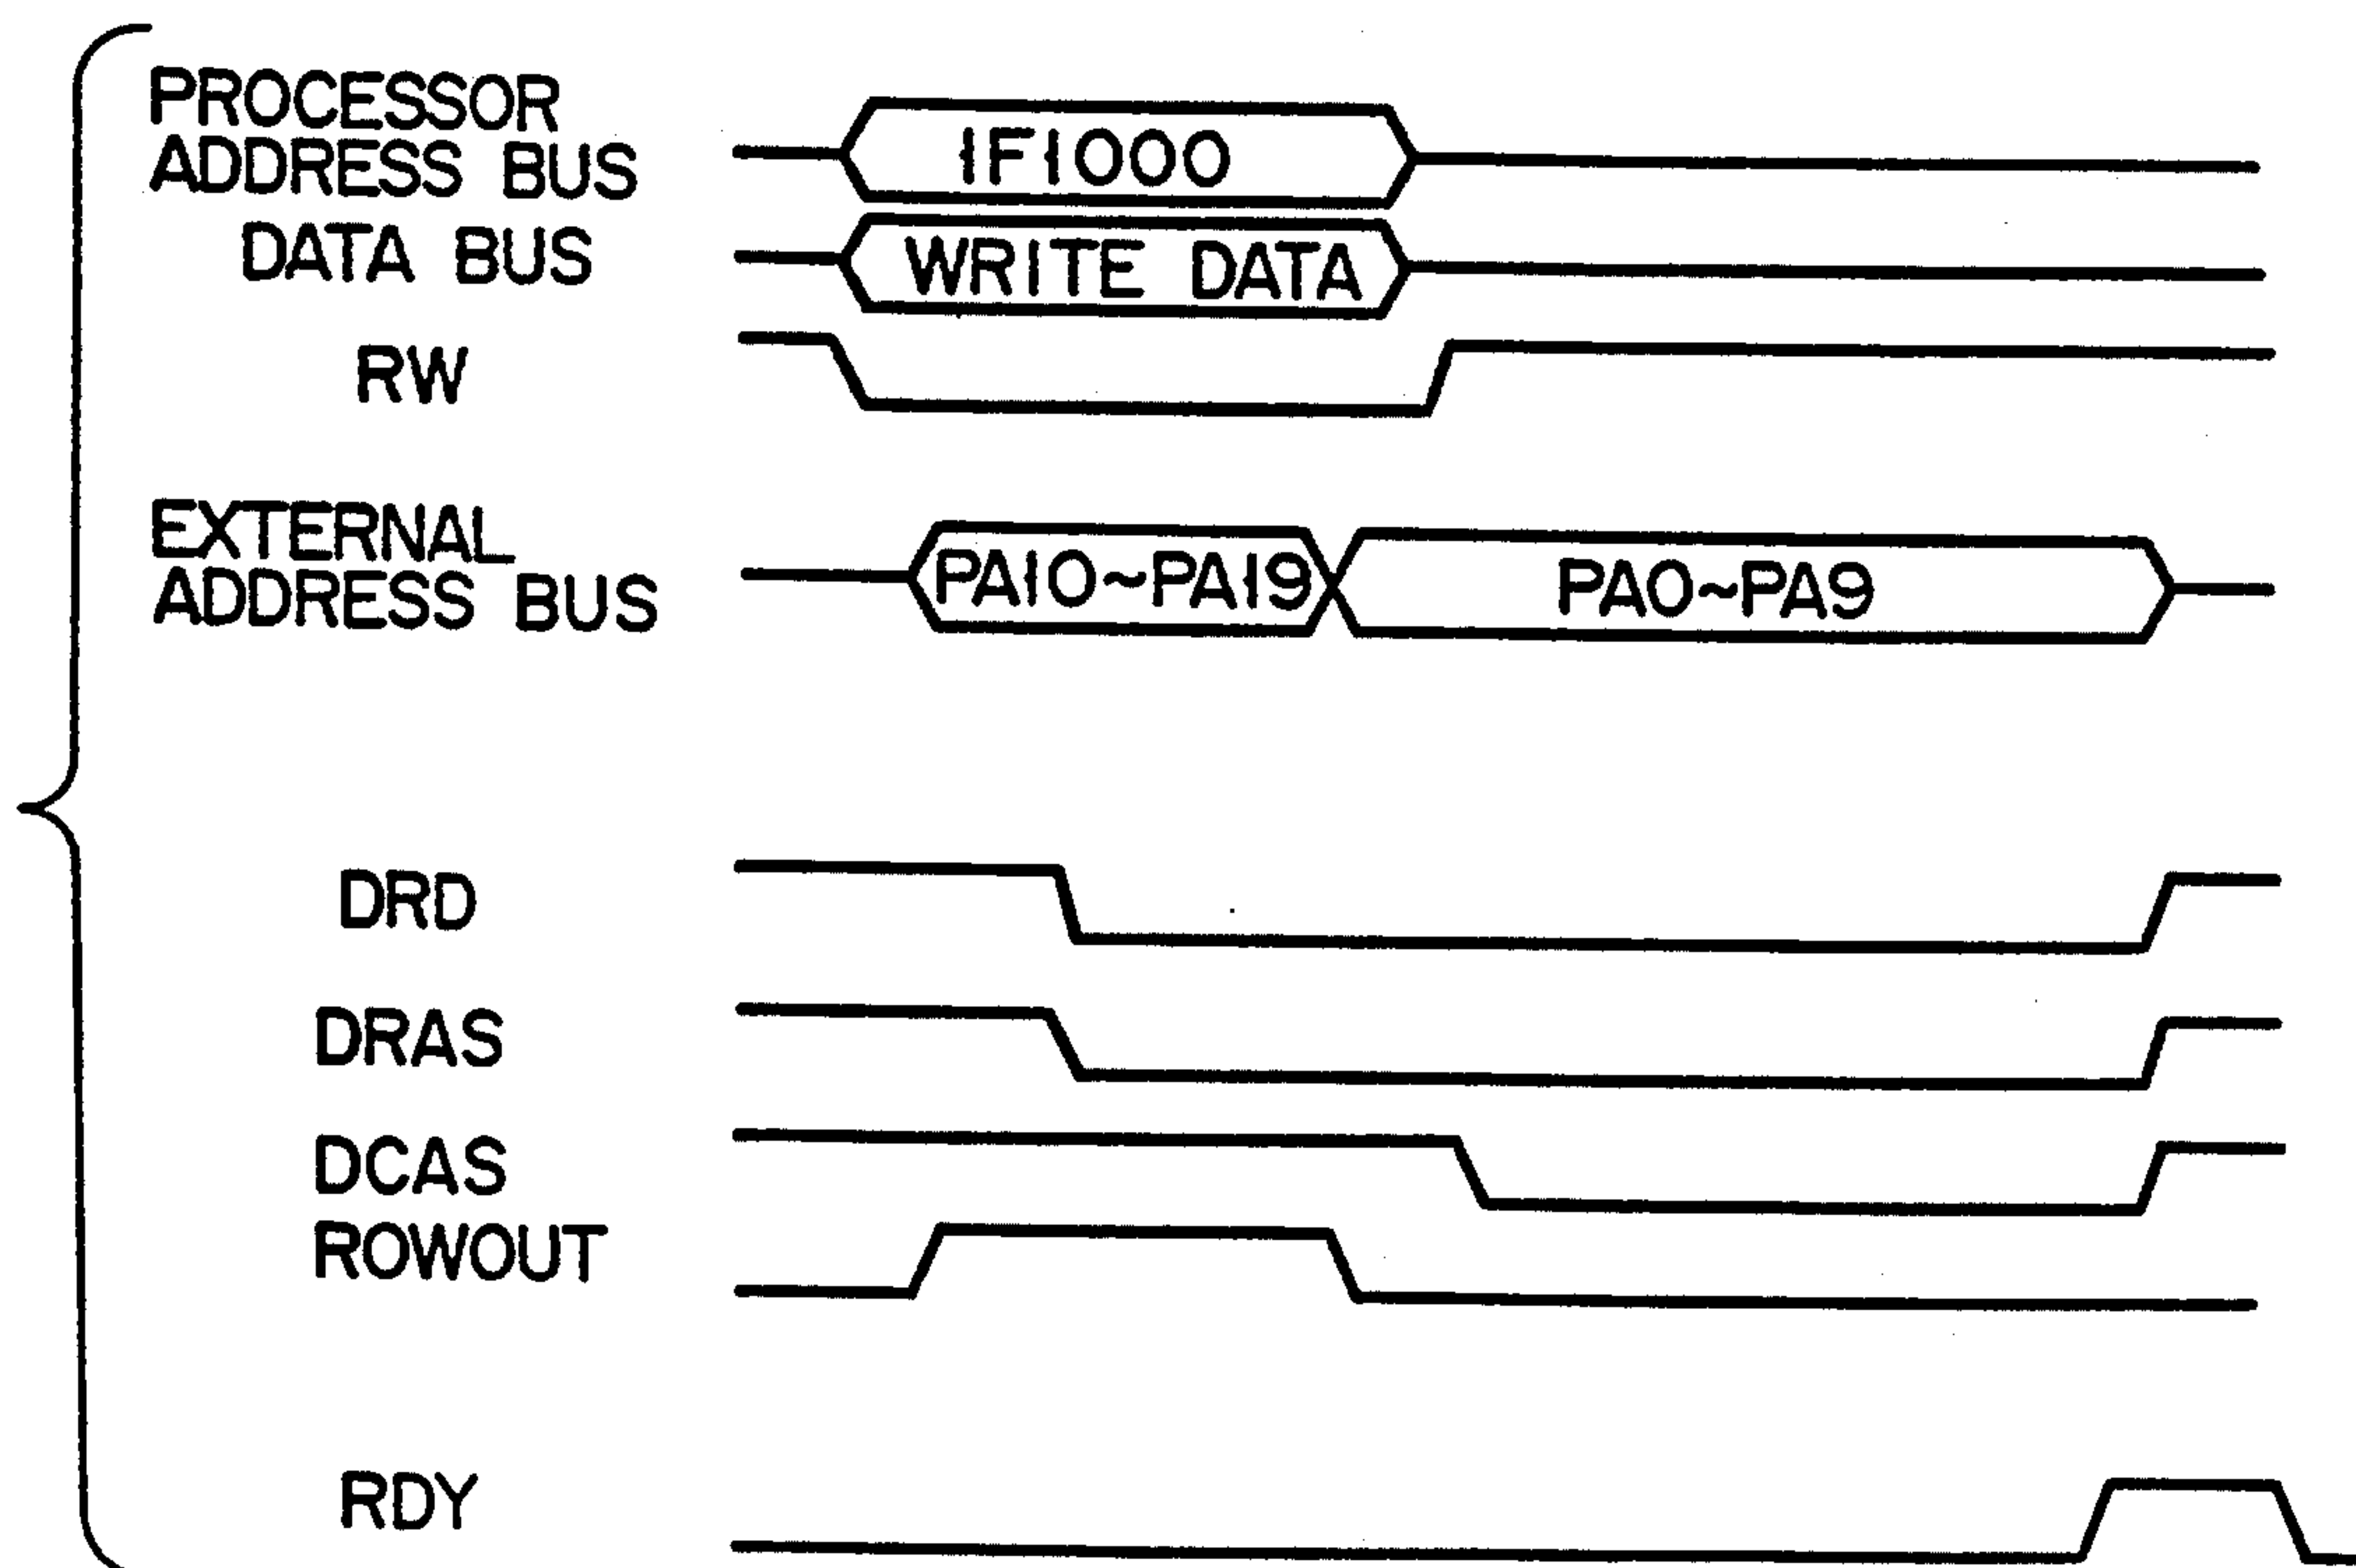 PROCESSOR
ADDRESS BUS
1F1000
DATA BUS
WRITE DATA
RW
EXTERNAL
ADDRESS BUS
PA10~PA19
PA0~PA9
DRD
DRAS
DCAS
ROWOUT
RDY